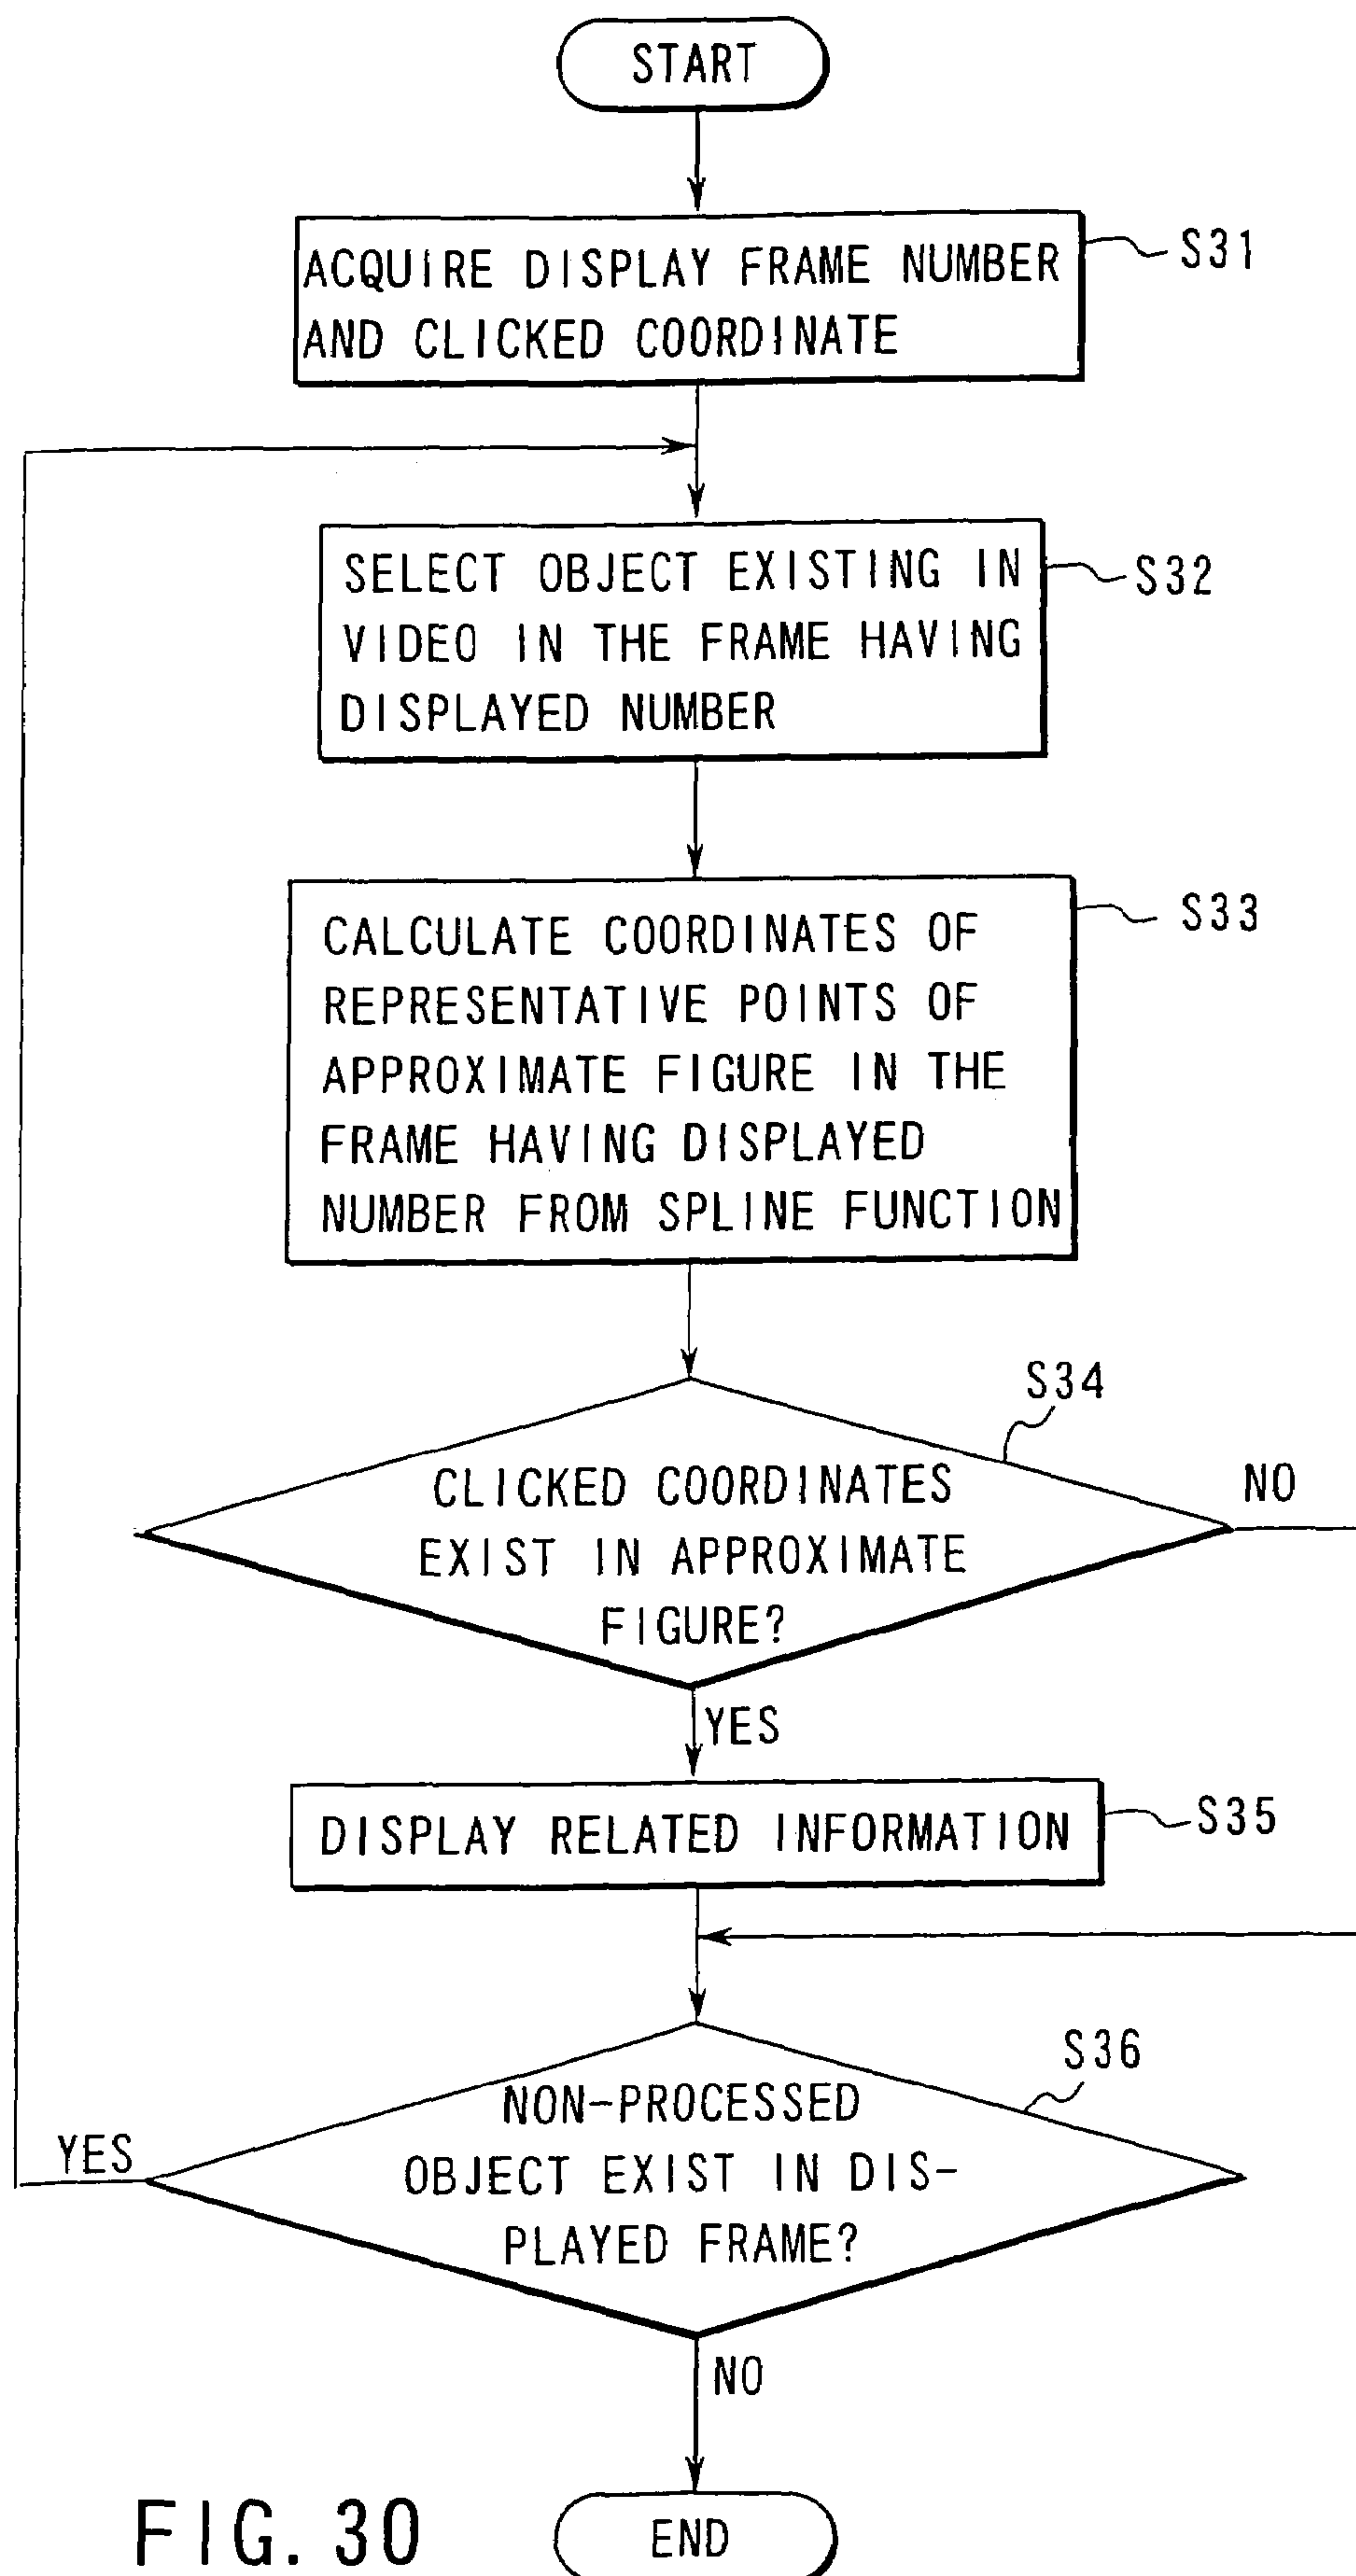 START
ACQUIRE DISPLAY FRAME NUMBER
AND CLICKED COORDINATE
S31
SELECT OBJECT EXISTING IN
VIDEO IN THE FRAME HAVING
DISPLAYED NUMBER
S32
CALCULATE COORDINATES OF
REPRESENTATIVE POINTS OF
APPROXIMATE FIGURE IN THE
FRAME HAVING DISPLAYED
NUMBER FROM SPLINE FUNCTION
S33
S34
CLICKED COORDINATES
EXIST IN APPROXIMATE
FIGURE?
NO
YES
DISPLAY RELATED INFORMATION
S35
S36
NON-PROCESSED
OBJECT EXIST IN DIS-
PLAYED FRAME?
YES
NO
END
FIG. 30